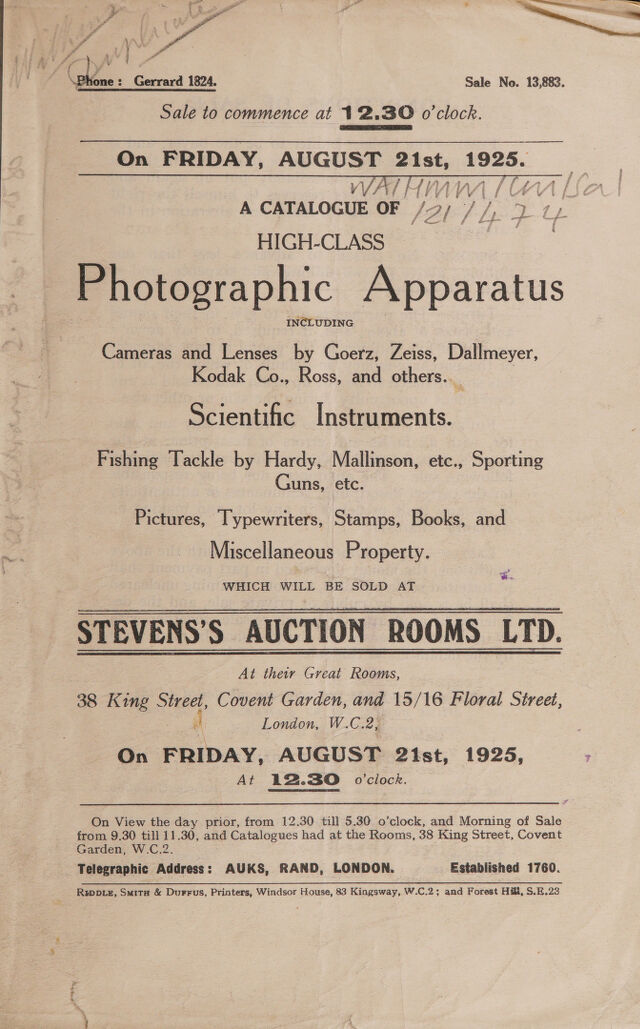 Duplicate
Phone : Gerrard 1824. Sale No. 13,883.
Sale to commence at 12.30 o'clock.
On FRIDAY, AUGUST 21st, 1925.
WA/HMM/CM/Sal
A CATALOGUE OF /21/474
HIGH-CLASS
Photographic Apparatus
INCLUDING
Cameras and Lenses by Goerz, Zeiss, Dallmeyer,
Kodak Co., Ross, and others.
Scientific Instruments.
Fishing Tackle by Hardy, Mallinson, etc., Sporting
Guns, etc.
Pictures, Typewriters, Stamps, Books, and
Miscellaneous Property.
WHICH WILL BE SOLD AT
STEVENS'S AUCTION ROOMS LTD.
At their Great Rooms,
38 King Street, Covent Garden, and 15/16 Floral Street,
London, W.C.2,
On FRIDAY, AUGUST 21st, 1925,
At 12.30 o'clock.
On View the day prior, from 12.30 till 5.30 o'clock, and Morning of Sale
from 9.30 till 11.30, and Catalogues had at the Rooms, 38 King Street, Covent
Garden, W.C.2.
Telegraphic Address : AUKS, RAND, LONDON. Established 1760.
RIDDLE, SMITH & DUFFUS, Printers, Windsor House, 83 Kingsway, W.C.2 ; and Forest Hill, S.E.23